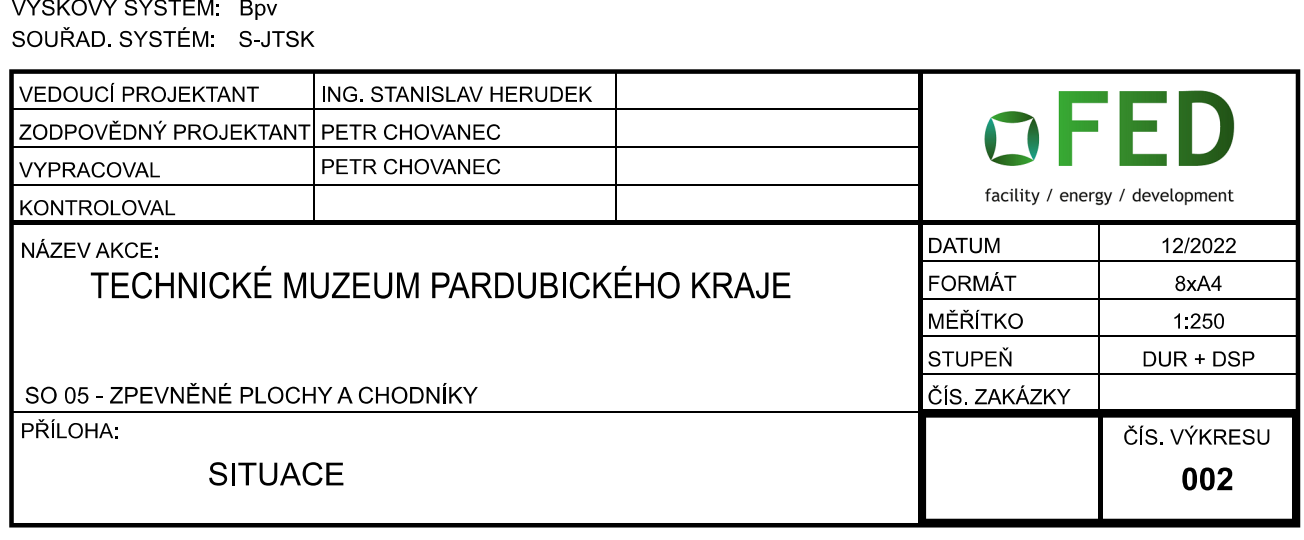 VÝŠKOVÝ SYSTÉM: Bpv
SOUŘAD. SYSTÉM: S-JTSK
VEDOUCÍ PROJEKTANT ING. STANISLAV HERUDEK
ZODPOVĚDNÝ PROJEKTANT PETR CHOVANEC
VYPRACOVAL PETR CHOVANEC
KONTROLOVAL
FED
facility / energy / development
NÁZEV AKCE:
TECHNICKÉ MUZEUM PARDUBICKÉHO KRAJE
SO 05 - ZPEVNĚNÉ PLOCHY A CHODNÍKY
DATUM 12/2022
FORMÁT 8xA4
MĚŘÍTKO 1:250
STUPEŇ DUR + DSP
ČÍS. ZAKÁZKY
PŘÍLOHA:
SITUACE
ČÍS. VÝKRESU
002